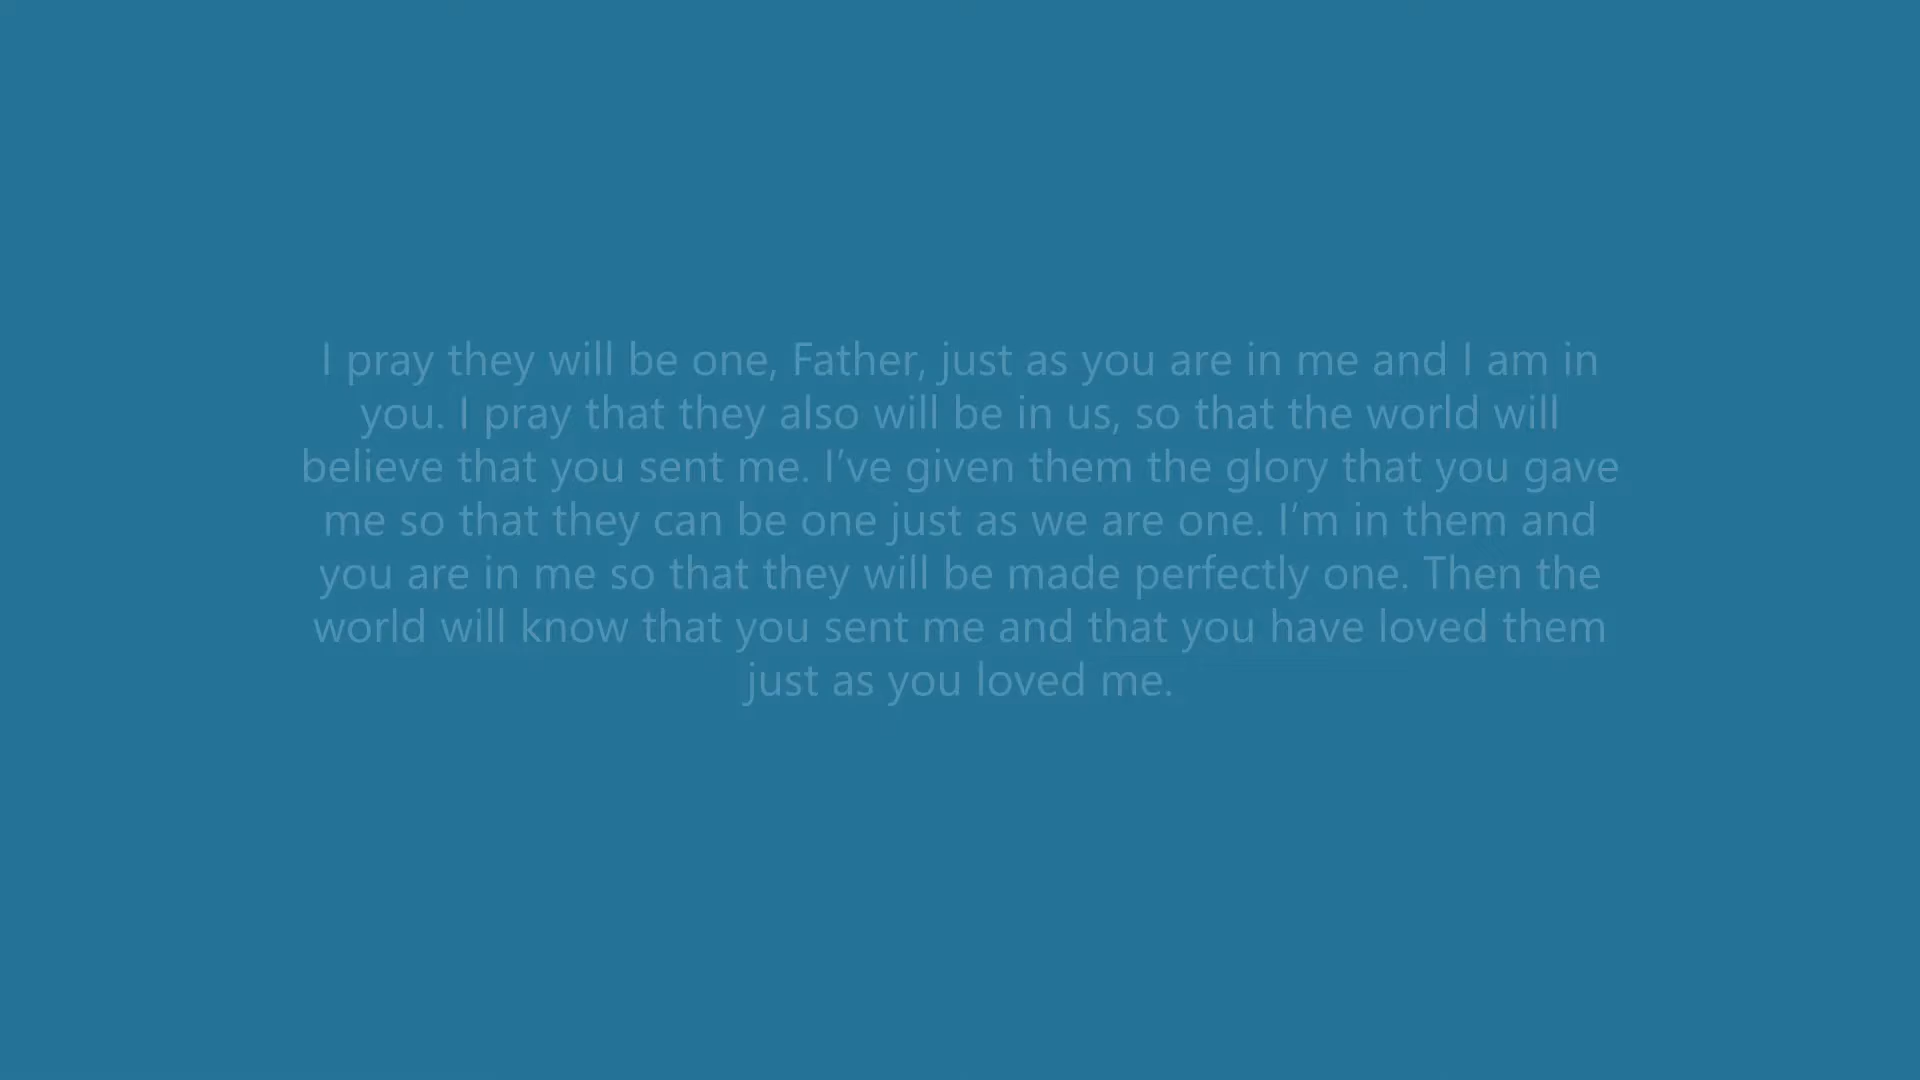 I pray they will be one, Father, just as you are in me and I am in
you. I pray that they also will be in us, so that the world will
believe that you sent me. I’ve given them the glory that you gave
me so that they can be one just as we are one. I’m in them and
you are in me so that they will be made perfectly one. Then the
world will know that you sent me and that you have loved them
just as you loved me.